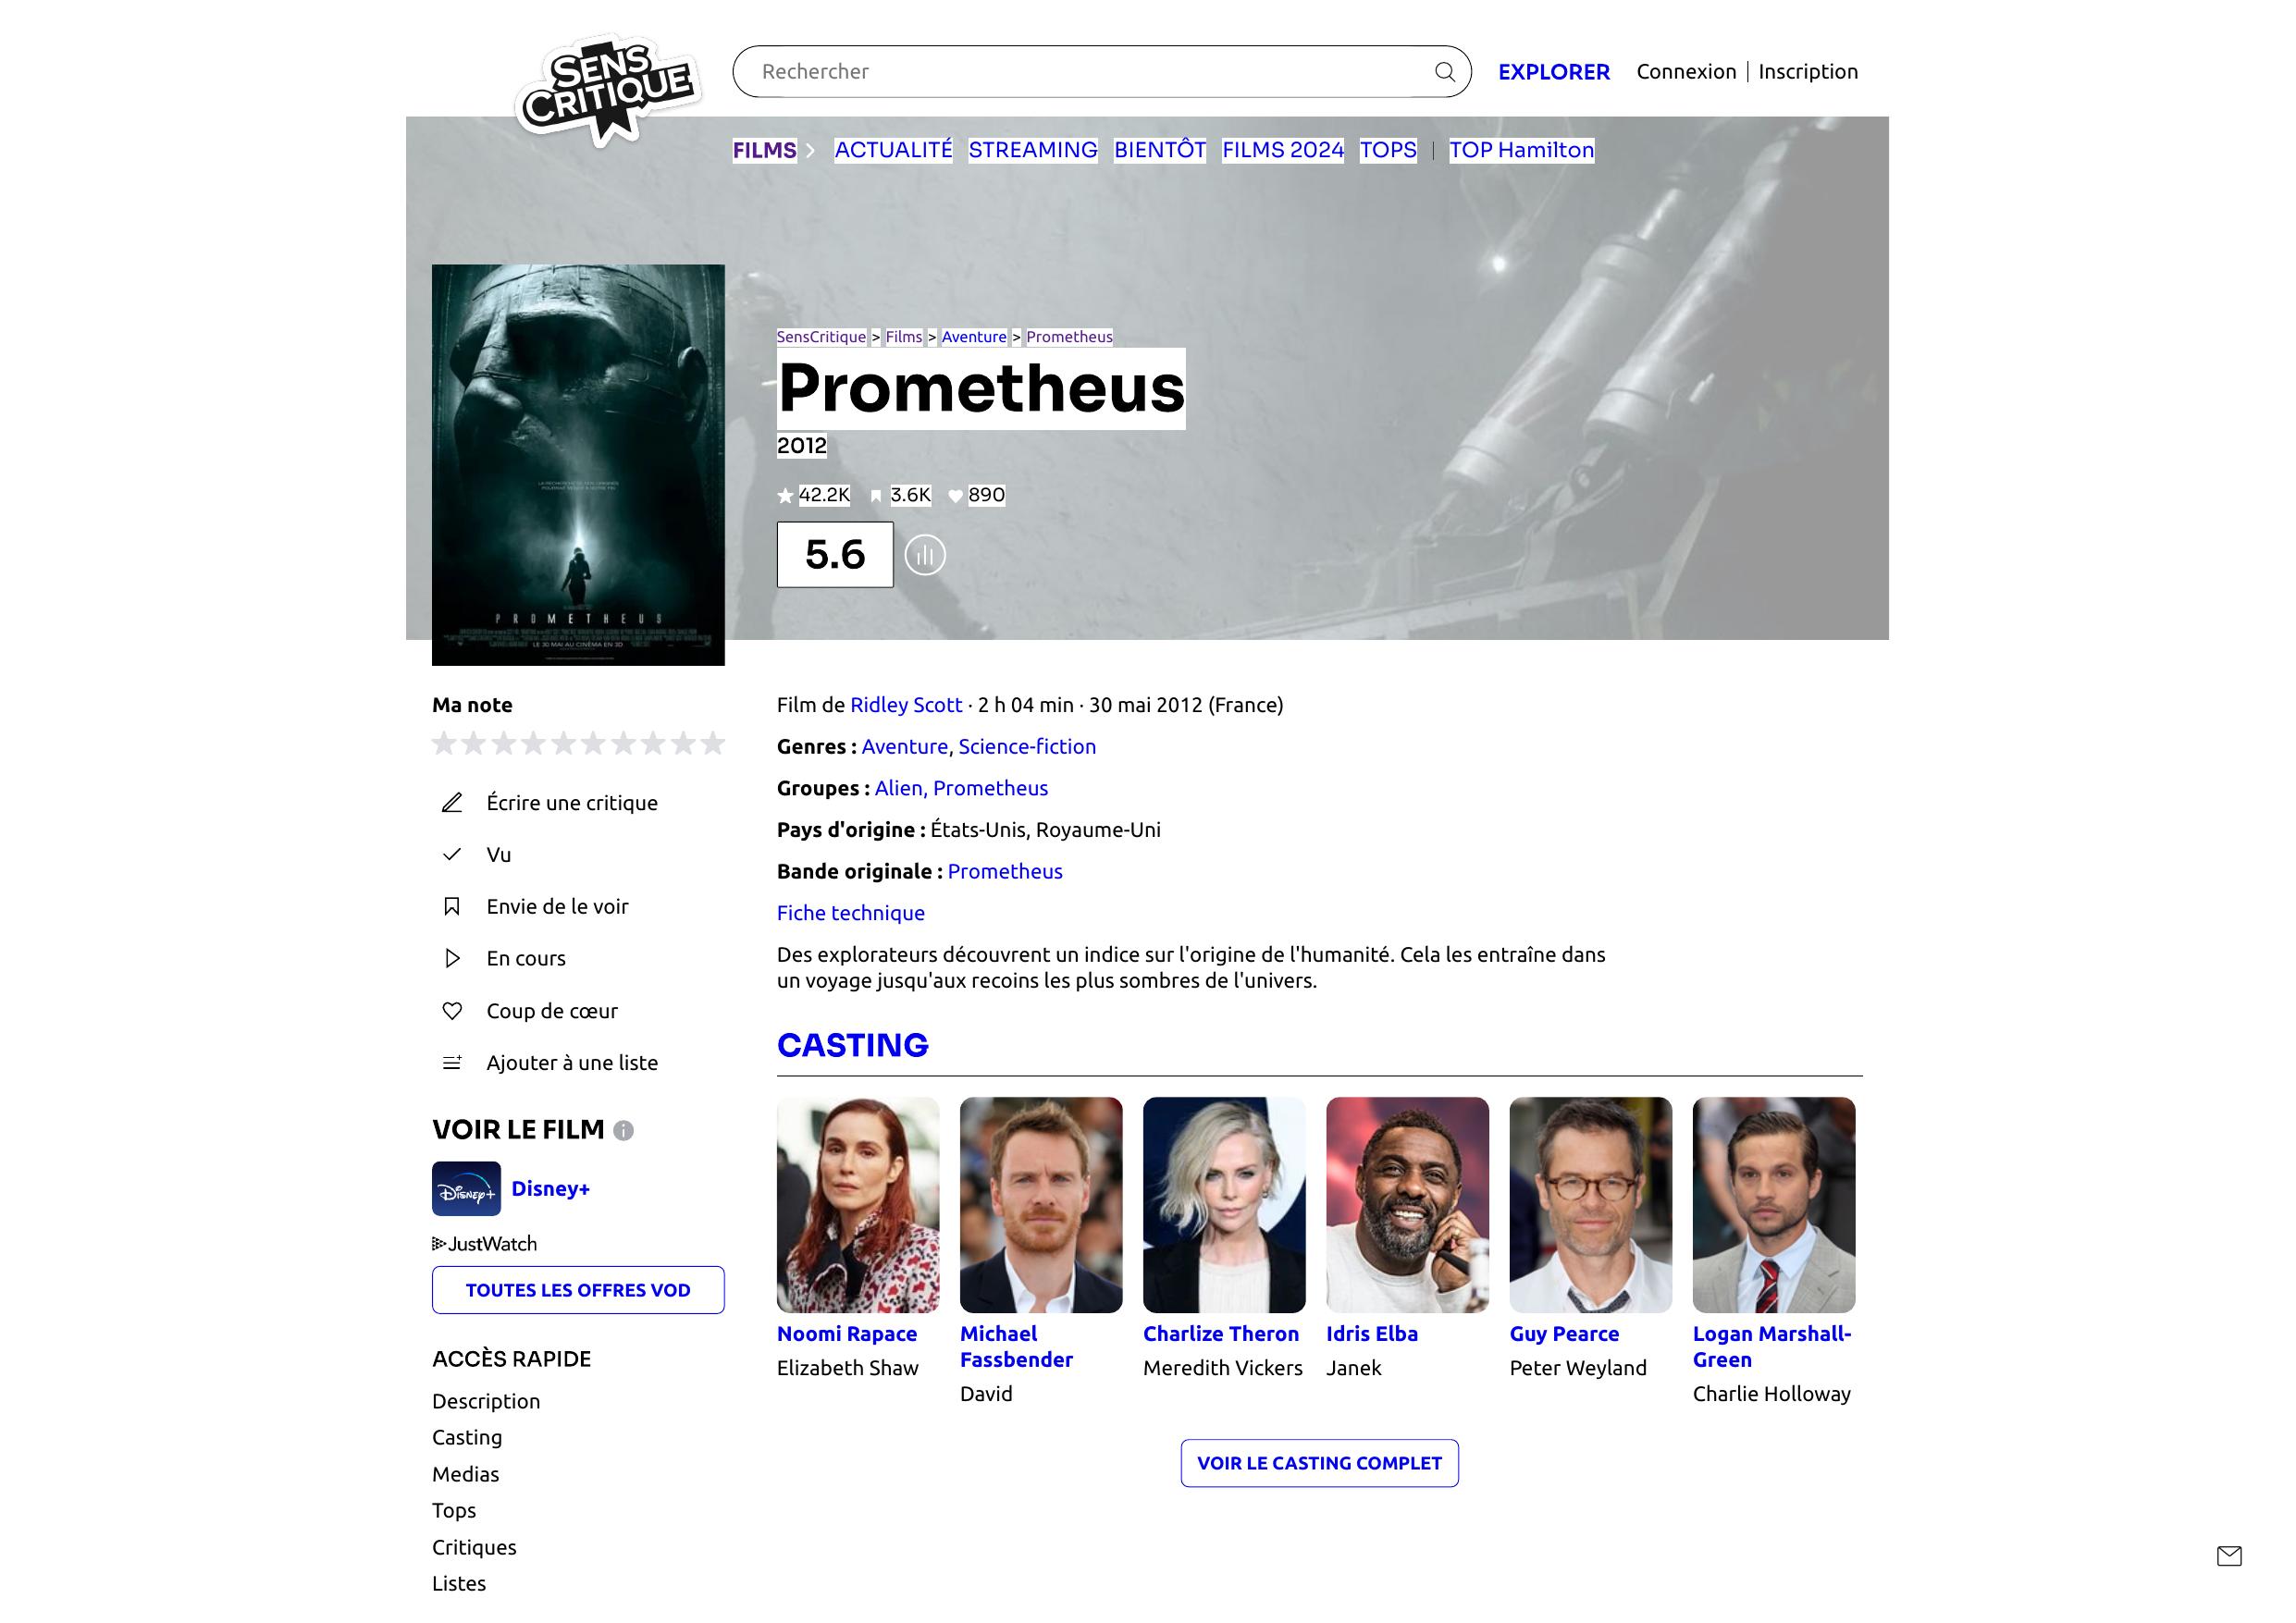 SENS
CRITIQUE
Rechercher
EXPLORER
Connexion | Inscription
FILMS > ACTUALITÉ STREAMING BIENTÔT FILMS 2024 TOPS | TOP Hamilton
SensCritique > Films > Aventure > Prometheus
Prometheus
2012
42.2K 3.6K 890
5.6
PROMETHEUS
LE 30 MAI AU CINÉMA EN 3D
Ma note
Écrire une critique
Vu
Envie de le voir
En cours
Coup de cœur
Ajouter à une liste
VOIR LE FILM
Disney+
Disney+
JustWatch
TOUTES LES OFFRES VOD
ACCÈS RAPIDE
Description
Casting
Medias
Tops
Critiques
Listes
Film de Ridley Scott · 2 h 04 min · 30 mai 2012 (France)
Genres : Aventure, Science-fiction
Groupes : Alien, Prometheus
Pays d'origine : États-Unis, Royaume-Uni
Bande originale : Prometheus
Fiche technique
Des explorateurs découvrent un indice sur l'origine de l'humanité. Cela les entraîne dans
un voyage jusqu'aux recoins les plus sombres de l'univers.
CASTING
Noomi Rapace
Elizabeth Shaw
Michael
Fassbender
David
Charlize Theron
Meredith Vickers
Idris Elba
Janek
Guy Pearce
Peter Weyland
Logan Marshall-
Green
Charlie Holloway
VOIR LE CASTING COMPLET